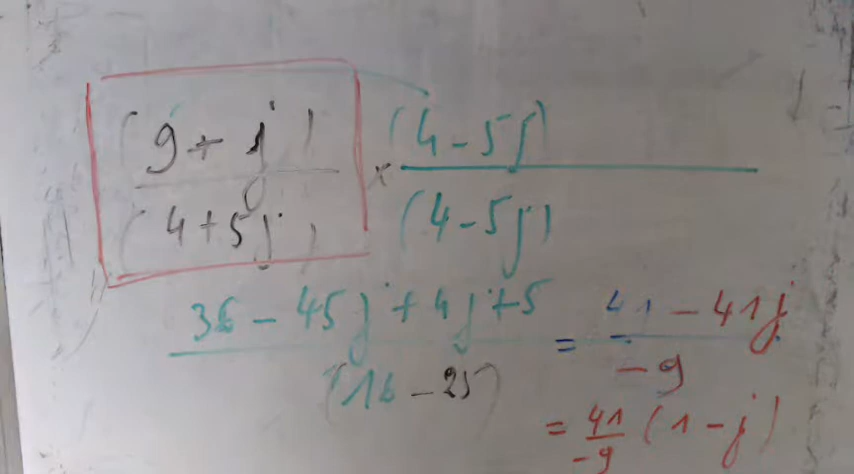 (9 + j) × (4 - 5j)
(4 + 5j) (4 - 5j)
36 - 45j + 4j + 5 = 41 - 41j
(16 - 25) -9
= 41/-9 (1 - j)